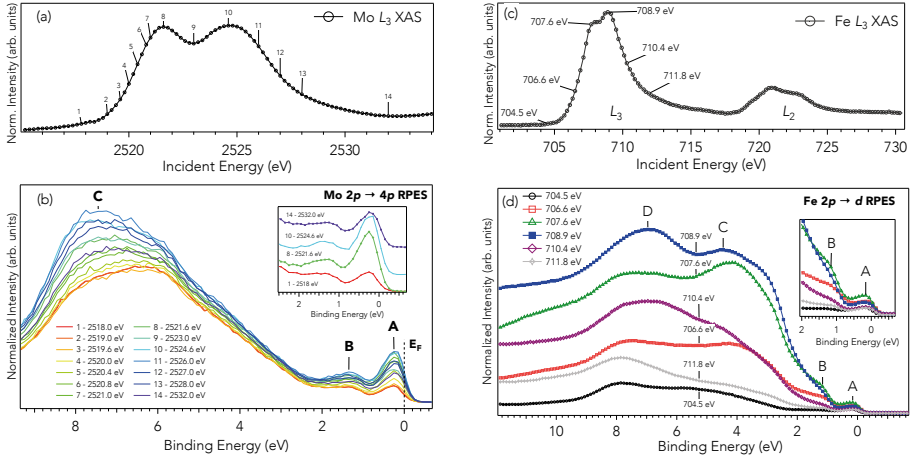 (a)
Mo L3 XAS
Norm. Intensity (arb. units)
1
2
3
4
5
6
7
8
9
10
11
12
13
14
2520
2525
2530
Incident Energy (eV)
(c)
Fe L3 XAS
Norm. Intensity (arb. units)
704.5 eV
706.6 eV
707.6 eV
708.9 eV
710.4 eV
711.8 eV
L3
L2
705
710
715
720
725
730
Incident Energy (eV)
(b)
Mo 2p → 4p RPES
Normalized Intensity (arb. units)
C
B
A
EF
14 - 2532.0 eV
10 - 2524.6 eV
8 - 2521.6 eV
1 - 2518 eV
2
1
0
Binding Energy (eV)
1 - 2518.0 eV
2 - 2519.0 eV
3 - 2519.6 eV
4 - 2520.0 eV
5 - 2520.4 eV
6 - 2520.8 eV
7 - 2521.0 eV
8 - 2521.6 eV
9 - 2523.0 eV
10 - 2524.6 eV
11 - 2526.0 eV
12 - 2527.0 eV
13 - 2528.0 eV
14 - 2532.0 eV
8
6
4
2
0
Binding Energy (eV)
(d)
Fe 2p → d RPES
Normalized Intensity (arb. units)
704.5 eV
706.6 eV
707.6 eV
708.9 eV
710.4 eV
711.8 eV
D
C
708.9 eV
707.6 eV
710.4 eV
706.6 eV
711.8 eV
704.5 eV
B
A
B
A
2
1
0
10
8
6
4
2
0
Binding Energy (eV)